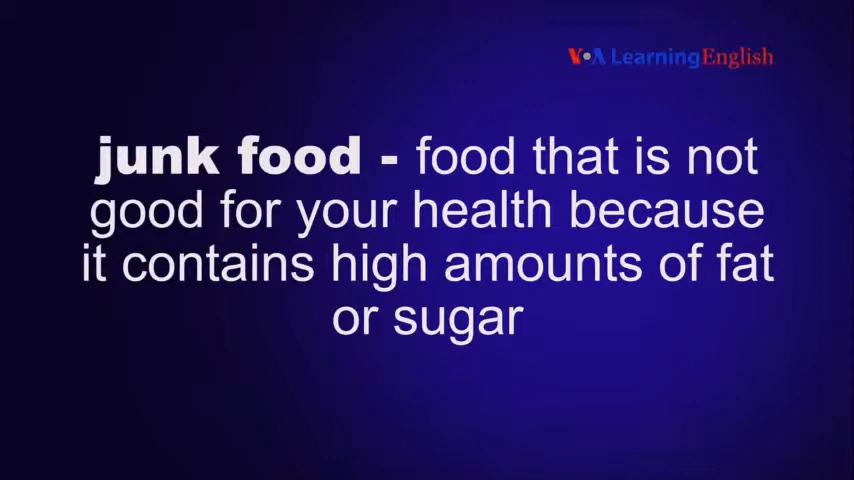 VOA LearningEnglish
junk food - food that is not
good for your health because
it contains high amounts of fat
or sugar